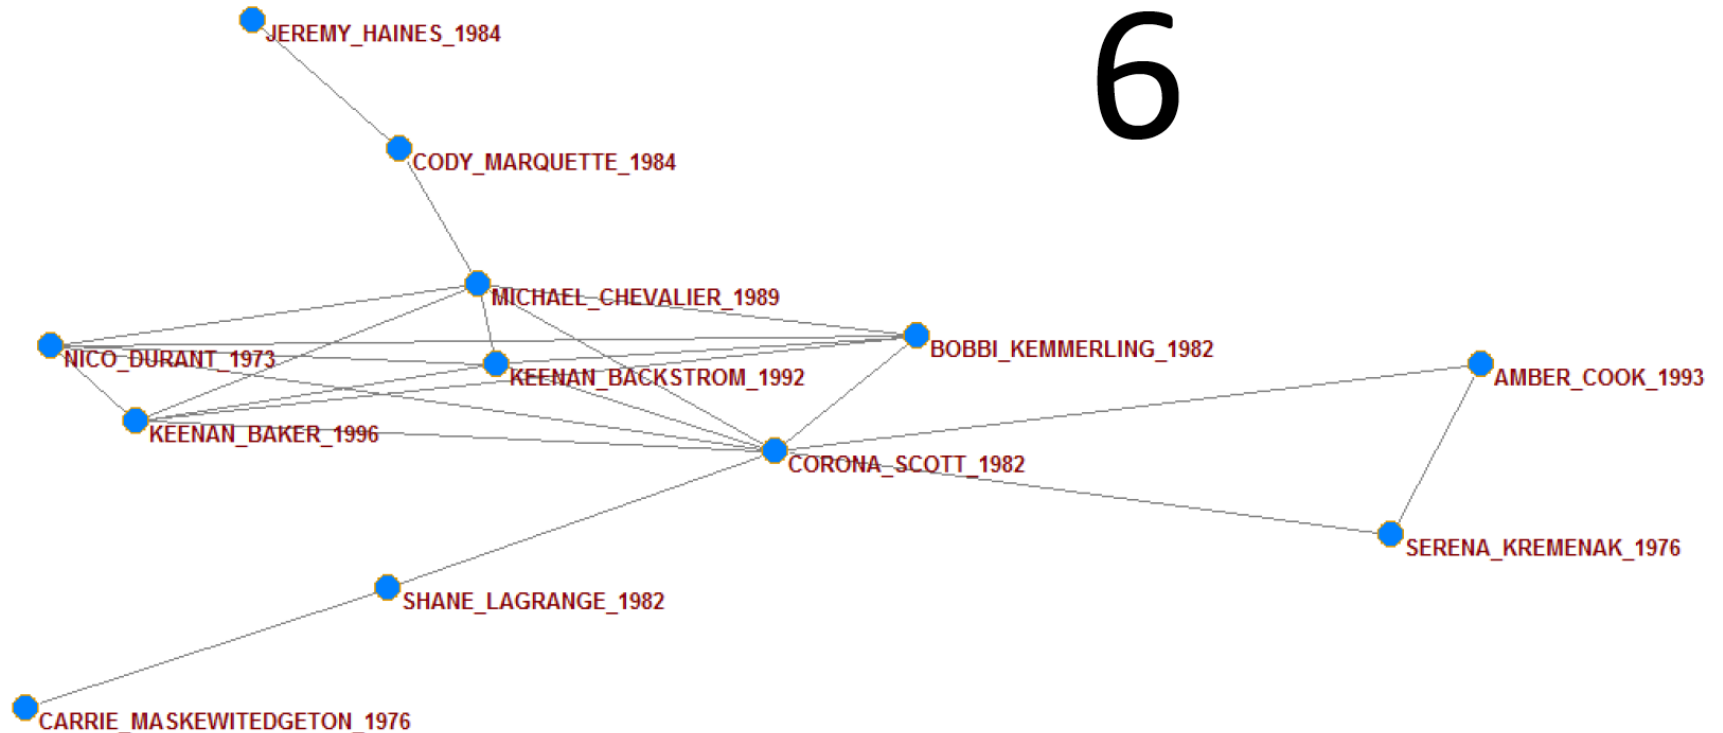 6
JEREMY_HAINES_1984
CODY_MARQUETTE_1984
MICHAEL_CHEVALIER_1989
NICO_DURANT_1973
BOBBI_KEMMERLING_1982
KEENAN_BACKSTROM_1992
AMBER_COOK_1993
KEENAN_BAKER_1996
CORONA_SCOTT_1982
SERENA_KREMENAK_1976
SHANE_LAGRANGE_1982
CARRIE_MASKEWITEDGETON_1976